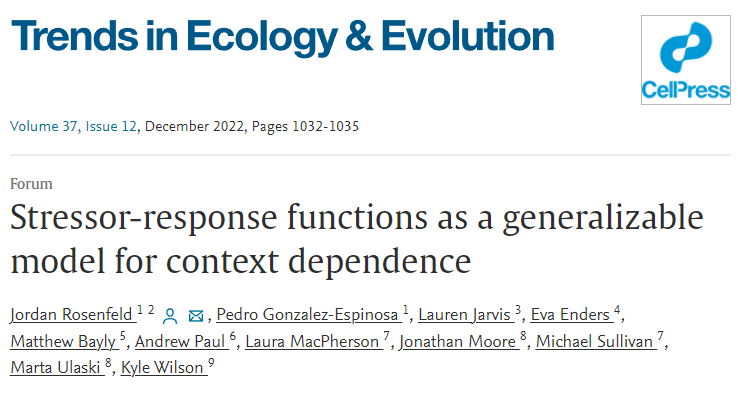 Trends in Ecology & Evolution
CellPress
Volume 37, Issue 12, December 2022, Pages 1032-1035
Forum
Stressor-response functions as a generalizable
model for context dependence
Jordan Rosenfeld 1 2, Pedro Gonzalez-Espinosa 1, Lauren Jarvis 3, Eva Enders 4,
Matthew Bayly 5, Andrew Paul 6, Laura MacPherson 7, Jonathan Moore 8, Michael Sullivan 7,
Marta Ulaski 8, Kyle Wilson 9